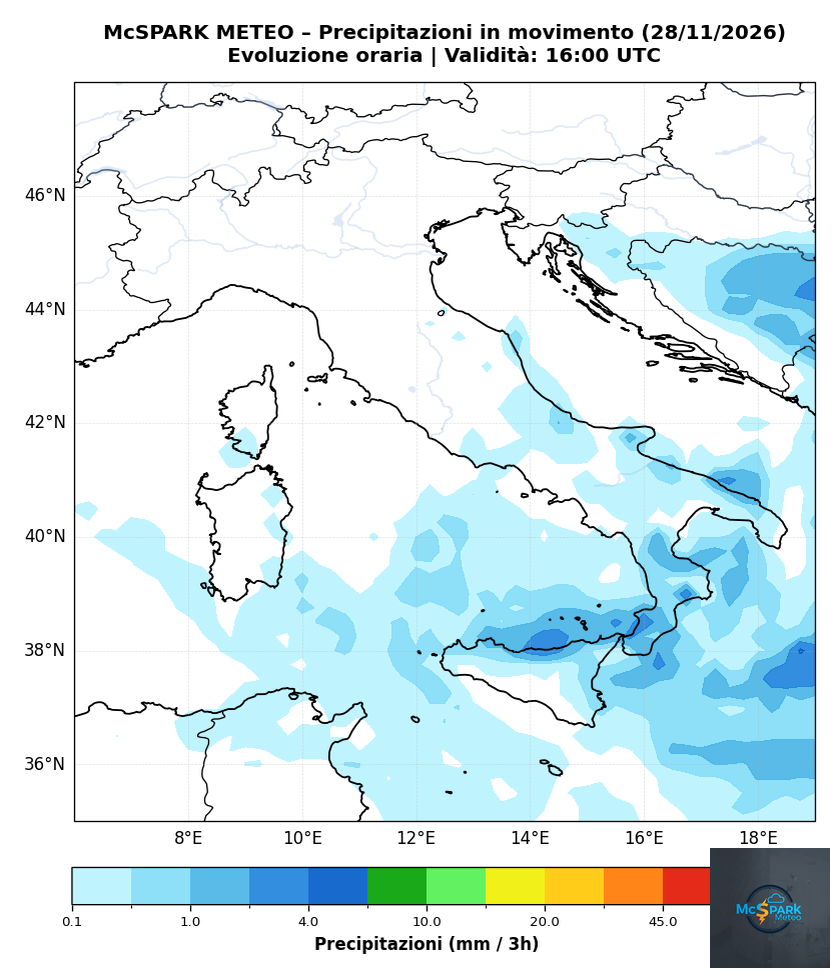 McSPARK METEO – Precipitazioni in movimento (28/11/2026)
Evoluzione oraria | Validità: 16:00 UTC
46°N
44°N
42°N
40°N
38°N
36°N
8°E 10°E 12°E 14°E 16°E 18°E
0.1 1.0 4.0 10.0 20.0 45.0
Precipitazioni (mm / 3h)
McSPARK
Meteo